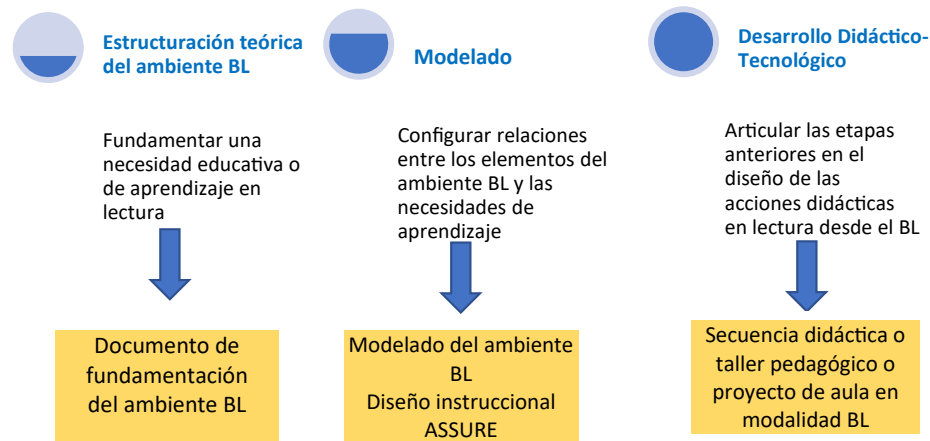 Estructuración teórica
del ambiente BL
Fundamentar una
necesidad educativa o
de aprendizaje en
lectura
Documento de
fundamentación
del ambiente BL
Modelado
Configurar relaciones
entre los elementos del
ambiente BL y las
necesidades de
aprendizaje
Modelado del ambiente
BL
Diseño instruccional
ASSURE
Desarrollo Didáctico-
Tecnológico
Articular las etapas
anteriores en el
diseño de las
acciones didácticas
en lectura desde el BL
Secuencia didáctica o
taller pedagógico o
proyecto de aula en
modalidad BL